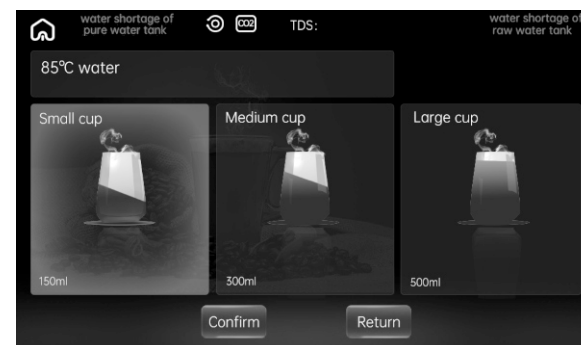 water shortage of
pure water tank
CO2
TDS:
water shortage of
raw water tank
85℃ water
Small cup
Medium cup
Large cup
150ml
300ml
500ml
Confirm
Return